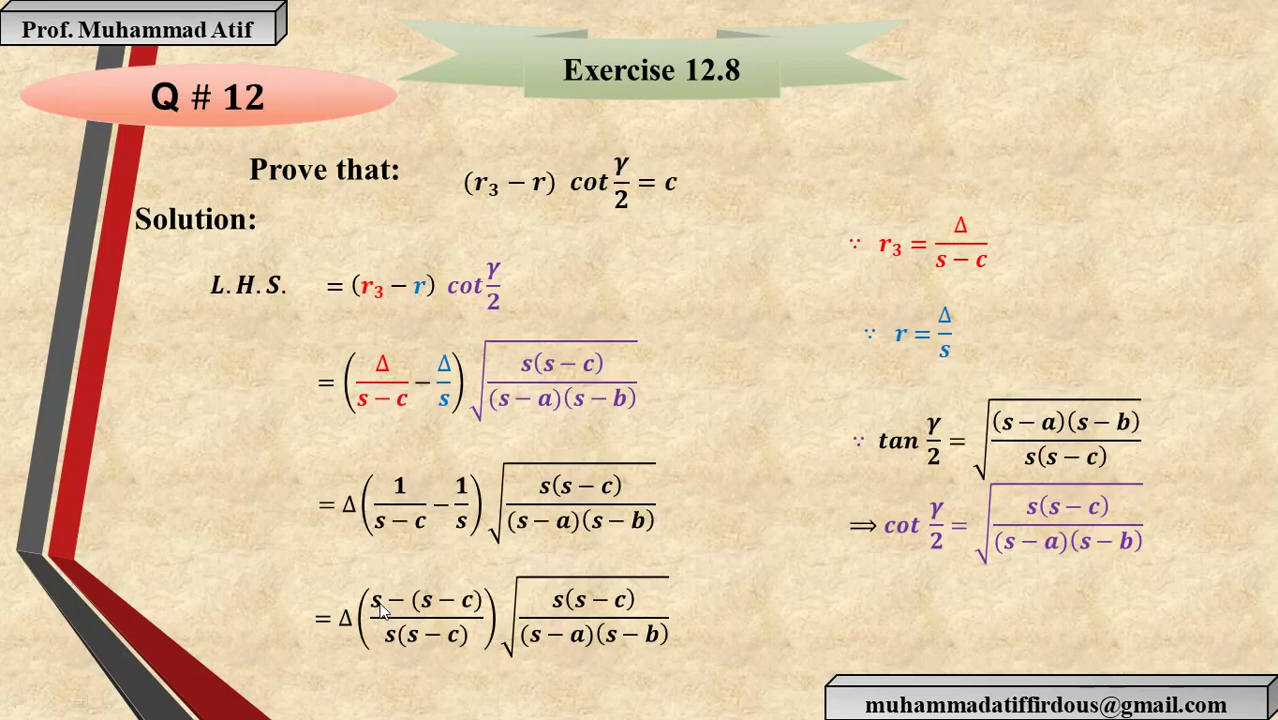 Prof. Muhammad Atif
Exercise 12.8
Q # 12
Prove that: (r₃ − r) cot γ/2 = c
Solution:
L.H.S. = (r₃ − r) cot γ/2
= (Δ/(s − c) − Δ/s) √(s(s − c)/((s − a)(s − b)))
= Δ (1/(s − c) − 1/s) √(s(s − c)/((s − a)(s − b)))
= Δ ((s − (s − c))/(s(s − c))) √(s(s − c)/((s − a)(s − b)))
∵ r₃ = Δ/(s − c)
∵ r = Δ/s
∵ tan γ/2 = √((s − a)(s − b)/(s(s − c)))
⟹ cot γ/2 = √(s(s − c)/((s − a)(s − b)))
muhammadatiffirdous@gmail.com